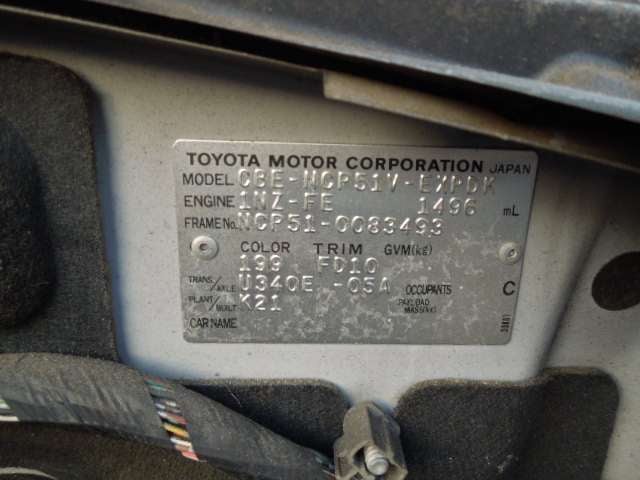 TOYOTA MOTOR CORPORATION JAPAN
MODEL CBE-NCP51V-EXMDK
ENGINE 1NZ-FE 1496 mL
FRAME No. NCP51-0083493
COLOR TRIM GVM(kg)
199 FD10
TRANS./AXLE U340E -05A OCCUPANTS C
PLANT/BUILT K21 PAYLOAD MASS(kg)
CAR NAME